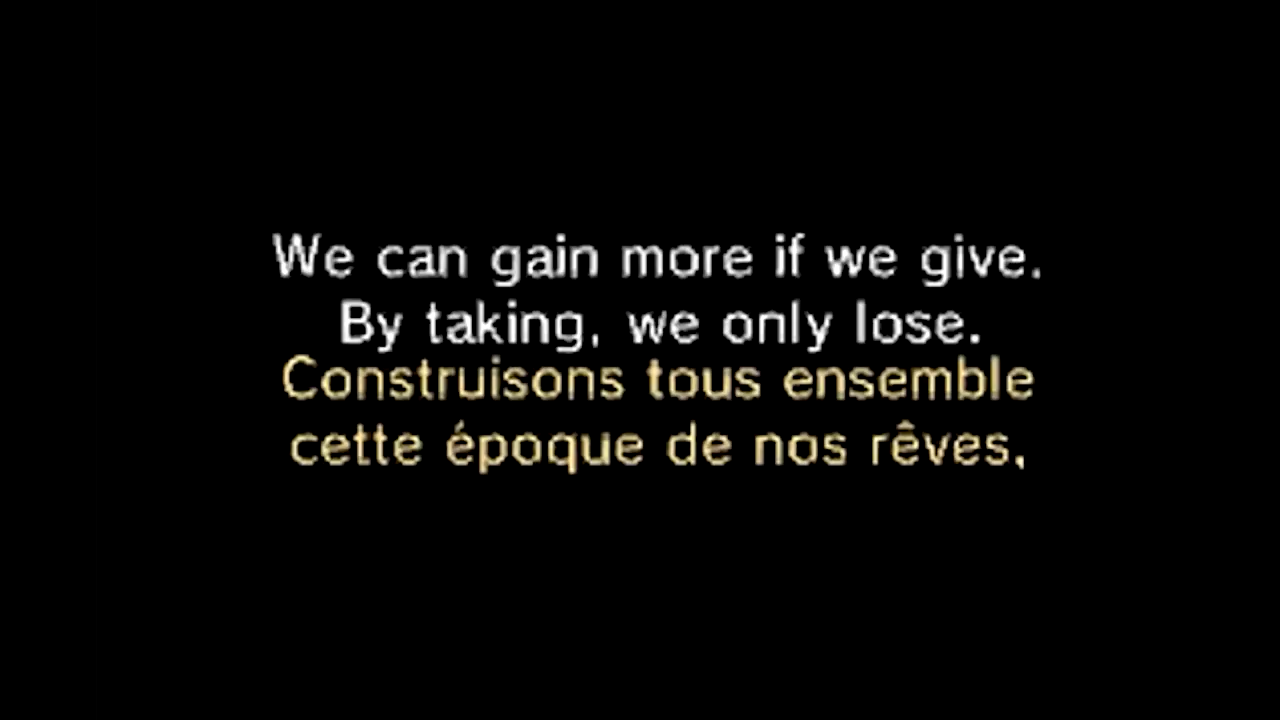 We can gain more if we give.
By taking, we only lose.
Construisons tous ensemble
cette époque de nos rêves,